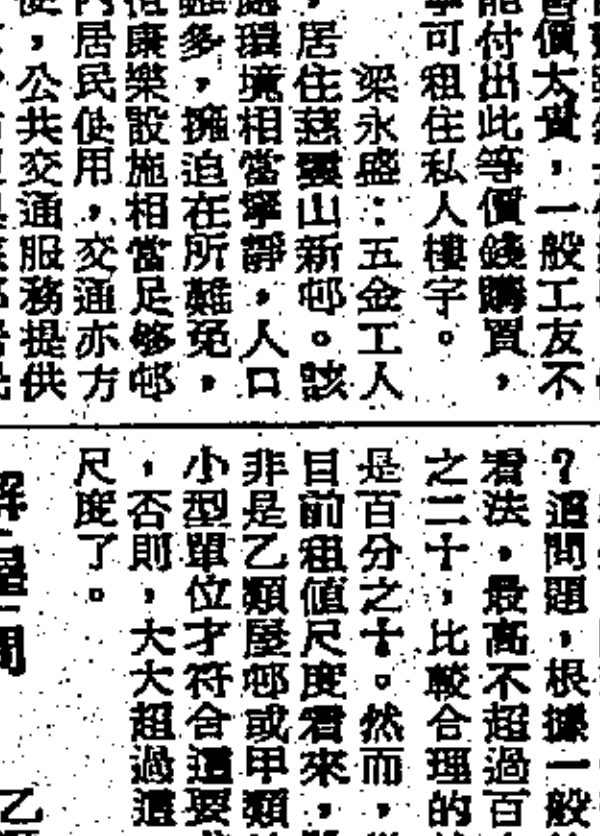 價太貴，一般工友不
能付出此等價錢購買，
可租住私人樓宇。
梁永盛：五金工人
，居住慈雲山新邨。該
處環境相當寧靜，人口
雖多，擁迫在所難免，
康樂設施相當足够邨
內居民使用，交通亦方
便，公共交通服務提供
？這問題，根據一般
看法，最高不超過百
之二十，比較合理的
是百分之十。然而，
目前租值尺度看來，
非是乙類屋邨或甲類
小型單位才符合這要
，否則，大大超過這
尺度了。
乙